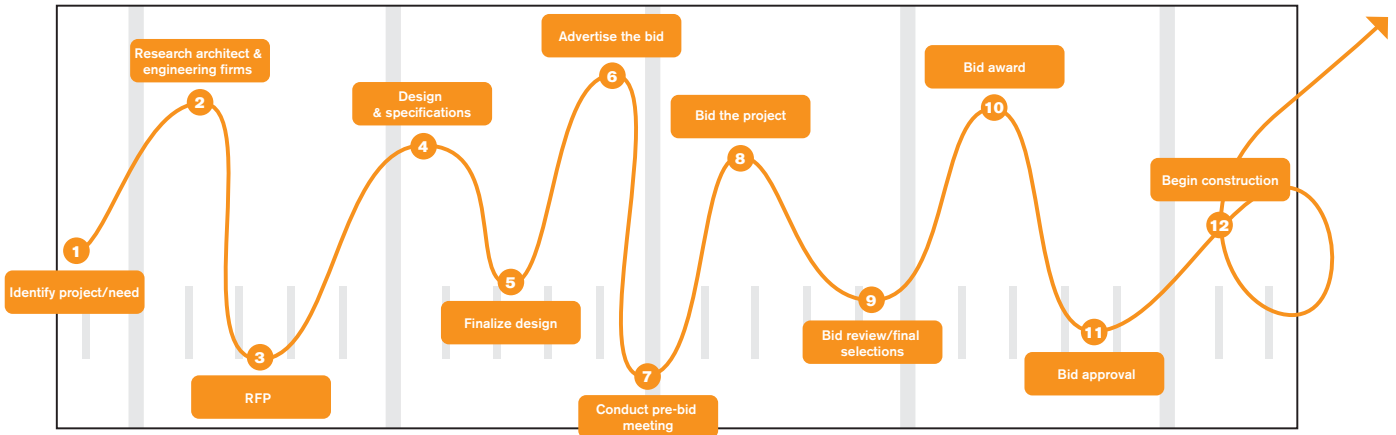 1
Identify project/need
Research architect &
engineering firms
2
3
RFP
Design
& specifications
4
5
Finalize design
Advertise the bid
6
7
Conduct pre-bid
meeting
Bid the project
8
9
Bid review/final
selections
Bid award
10
11
Bid approval
Begin construction
12